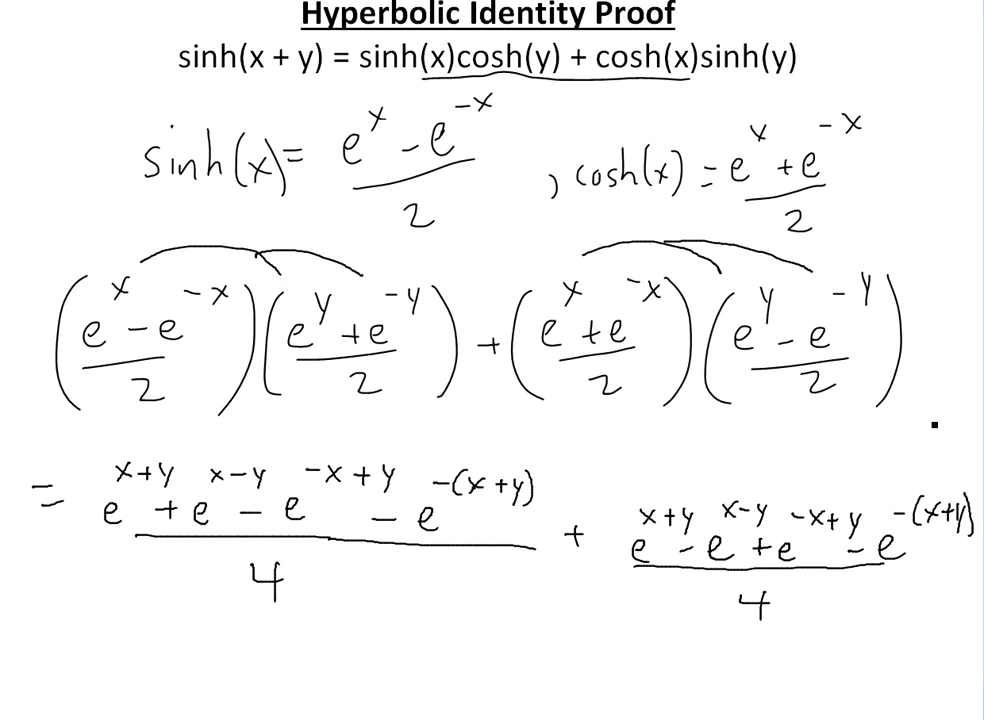 Hyperbolic Identity Proof
sinh(x + y) = sinh(x)cosh(y) + cosh(x)sinh(y)
sinh(x) = (e^x - e^-x)/2 , cosh(x) = (e^x + e^-x)/2
((e^x - e^-x)/2)((e^y + e^-y)/2) + ((e^x + e^-x)/2)((e^y - e^-y)/2)
= (e^(x+y) + e^(x-y) - e^(-x+y) - e^-(x+y))/4 + (e^(x+y) - e^(x-y) + e^(-x+y) - e^-(x+y))/4